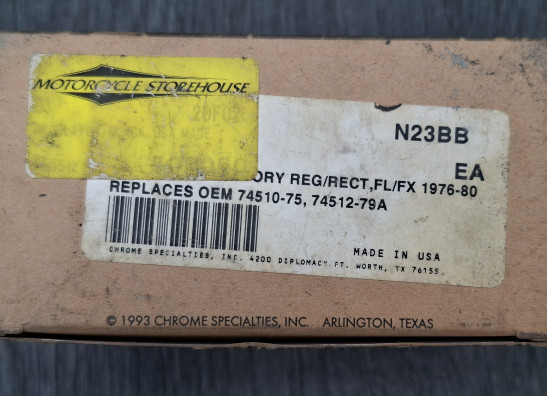 MOTORCYCLE STOREHOUSE
20F02
N23BB
EA
ORY REG/RECT,FL/FX 1976-80
REPLACES OEM 74510-75, 74512-79A
MADE IN USA
CHROME SPECIALTIES, INC. 4200 DIPLOMACY FT. WORTH, TX 76155
© 1993 CHROME SPECIALTIES, INC. ARLINGTON, TEXAS